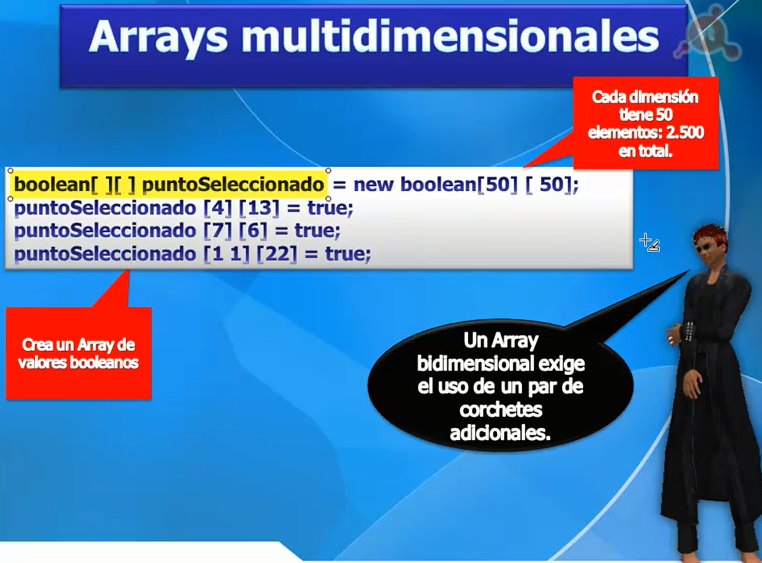 Arrays multidimensionales
Cada dimensión
tiene 50
elementos: 2.500
en total.
boolean[ ][ ] puntoSeleccionado = new boolean[50] [ 50];
puntoSeleccionado [4] [13] = true;
puntoSeleccionado [7] [6] = true;
puntoSeleccionado [1 1] [22] = true;
Crea un Array de
valores booleanos
Un Array
bidimensional exige
el uso de un par de
corchetes
adicionales.